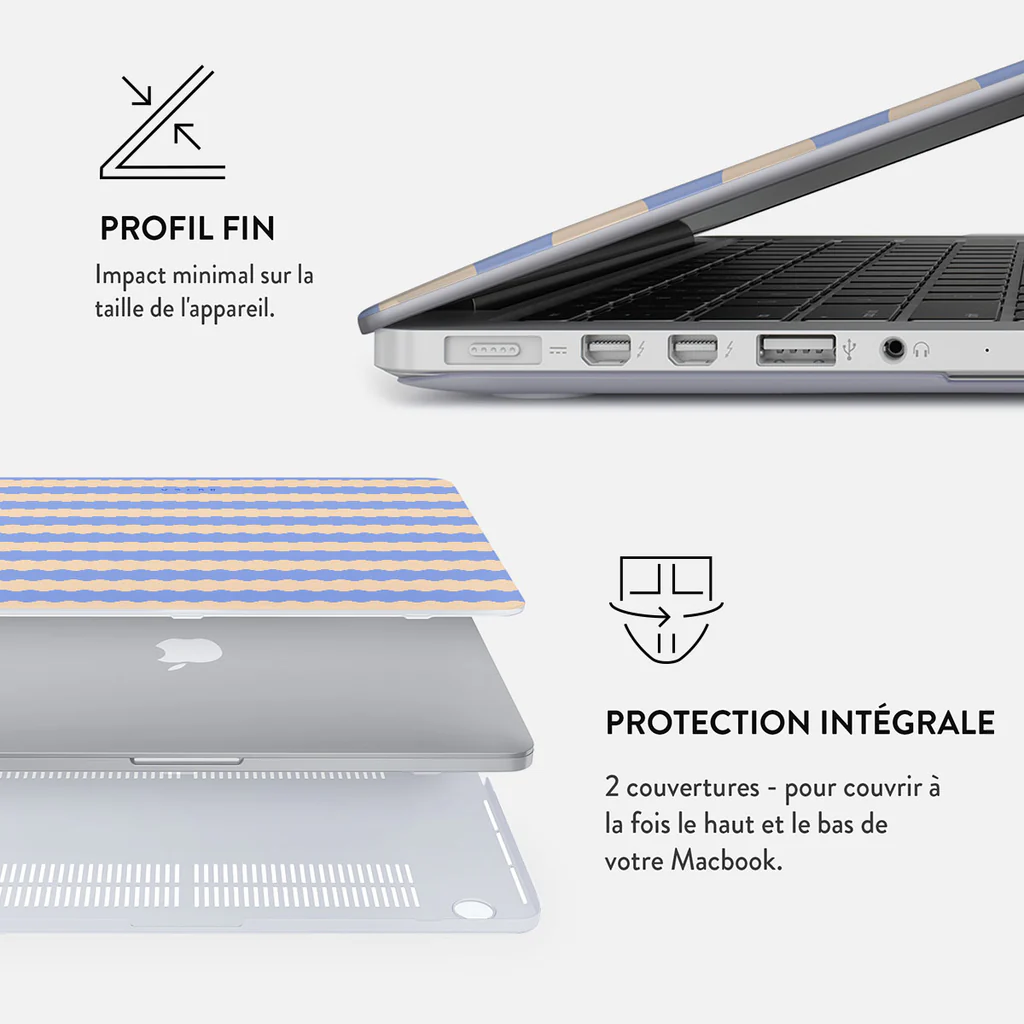 PROFIL FIN
Impact minimal sur la
taille de l'appareil.
PROTECTION INTÉGRALE
2 couvertures - pour couvrir à
la fois le haut et le bas de
votre Macbook.